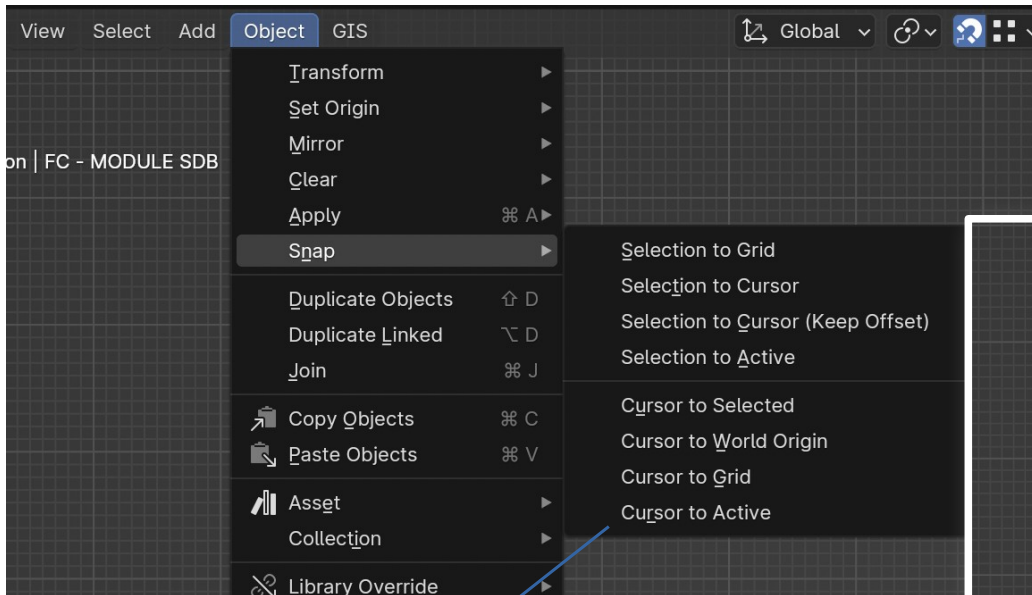 View Select Add Object GIS Global
on | FC - MODULE SDB
Transform
Set Origin
Mirror
Clear
Apply ⌘ A
Snap
Duplicate Objects ⇧ D
Duplicate Linked ⌥ D
Join ⌘ J
Copy Objects ⌘ C
Paste Objects ⌘ V
Asset
Collection
Library Override
Selection to Grid
Selection to Cursor
Selection to Cursor (Keep Offset)
Selection to Active
Cursor to Selected
Cursor to World Origin
Cursor to Grid
Cursor to Active